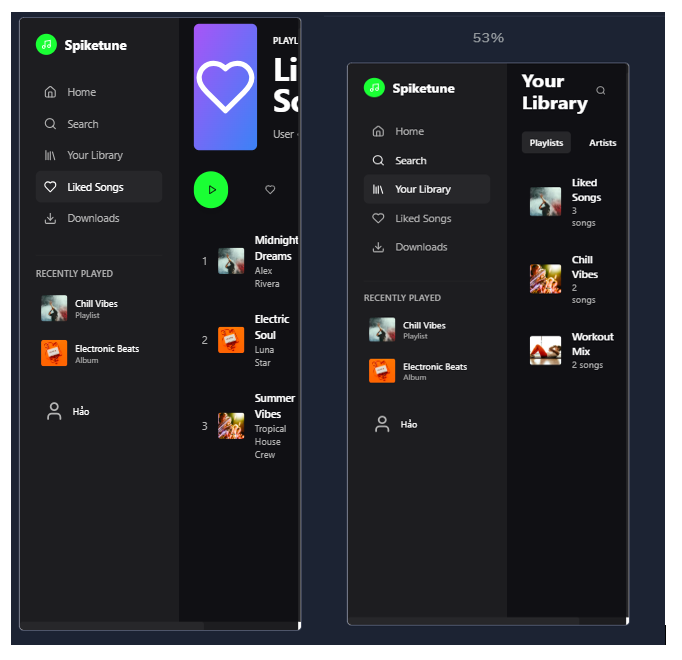 Spiketune
Home
Search
Your Library
Liked Songs
Downloads
RECENTLY PLAYED
Chill Vibes
Playlist
Electronic Beats
Album
Hảo
PLAYL
Li
So
User
1
Midnight
Dreams
Alex
Rivera
2
Electric
Soul
Luna
Star
3
Summer
Vibes
Tropical
House
Crew
53%
Spiketune
Home
Search
Your Library
Liked Songs
Downloads
RECENTLY PLAYED
Chill Vibes
Playlist
Electronic Beats
Album
Hảo
Your
Library
Playlists Artists
Liked
Songs
3
songs
Chill
Vibes
2
songs
Workout
Mix
2 songs